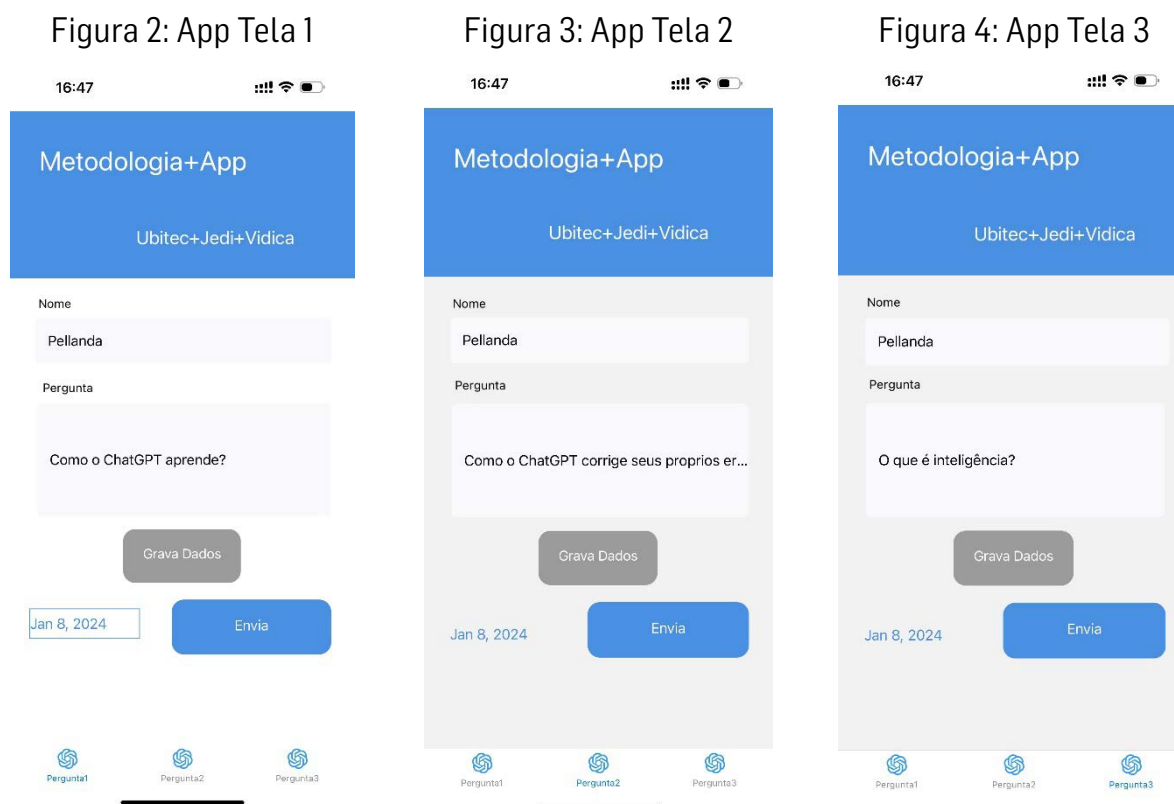 Figura 2: App Tela 1
16:47
Metodologia+App
Ubitec+Jedi+Vidica
Nome
Pellanda
Pergunta
Como o ChatGPT aprende?
Grava Dados
Jan 8, 2024
Envia
Pergunta1
Pergunta2
Pergunta3
Figura 3: App Tela 2
16:47
Metodologia+App
Ubitec+Jedi+Vidica
Nome
Pellanda
Pergunta
Como o ChatGPT corrige seus proprios er...
Grava Dados
Jan 8, 2024
Envia
Pergunta1
Pergunta2
Pergunta3
Figura 4: App Tela 3
16:47
Metodologia+App
Ubitec+Jedi+Vidica
Nome
Pellanda
Pergunta
O que é inteligência?
Grava Dados
Jan 8, 2024
Envia
Pergunta1
Pergunta2
Pergunta3